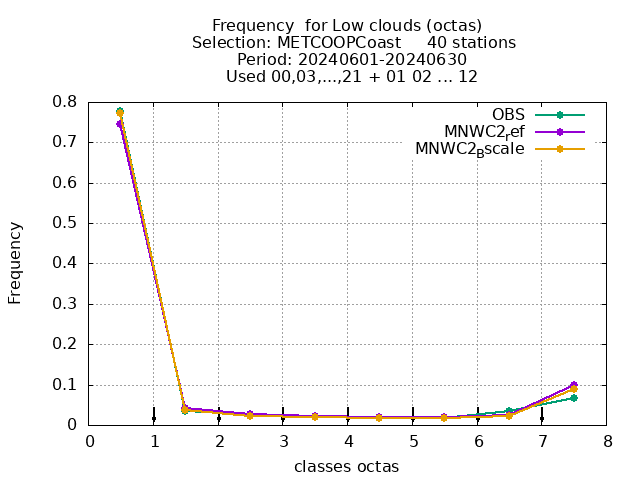 Frequency  for Low clouds (octas)
Selection: METCOOPCoast     40 stations
Period: 20240601-20240630
Used 00,03,...,21 + 01 02 ... 12
OBS
MNWC2_ref
MNWC2_Bscale
0.8
0.7
0.6
0.5
0.4
0.3
0.2
0.1
0
Frequency
0 1 2 3 4 5 6 7 8
classes octas